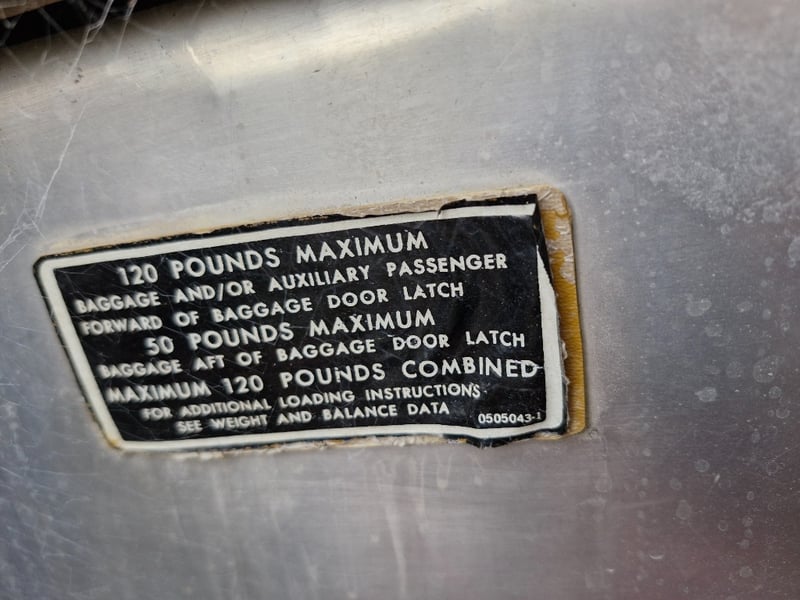 120 POUNDS MAXIMUM
BAGGAGE AND/OR AUXILIARY PASSENGER
FORWARD OF BAGGAGE DOOR LATCH
50 POUNDS MAXIMUM
BAGGAGE AFT OF BAGGAGE DOOR LATCH
MAXIMUM 120 POUNDS COMBINED
FOR ADDITIONAL LOADING INSTRUCTIONS
SEE WEIGHT AND BALANCE DATA
0505043-1